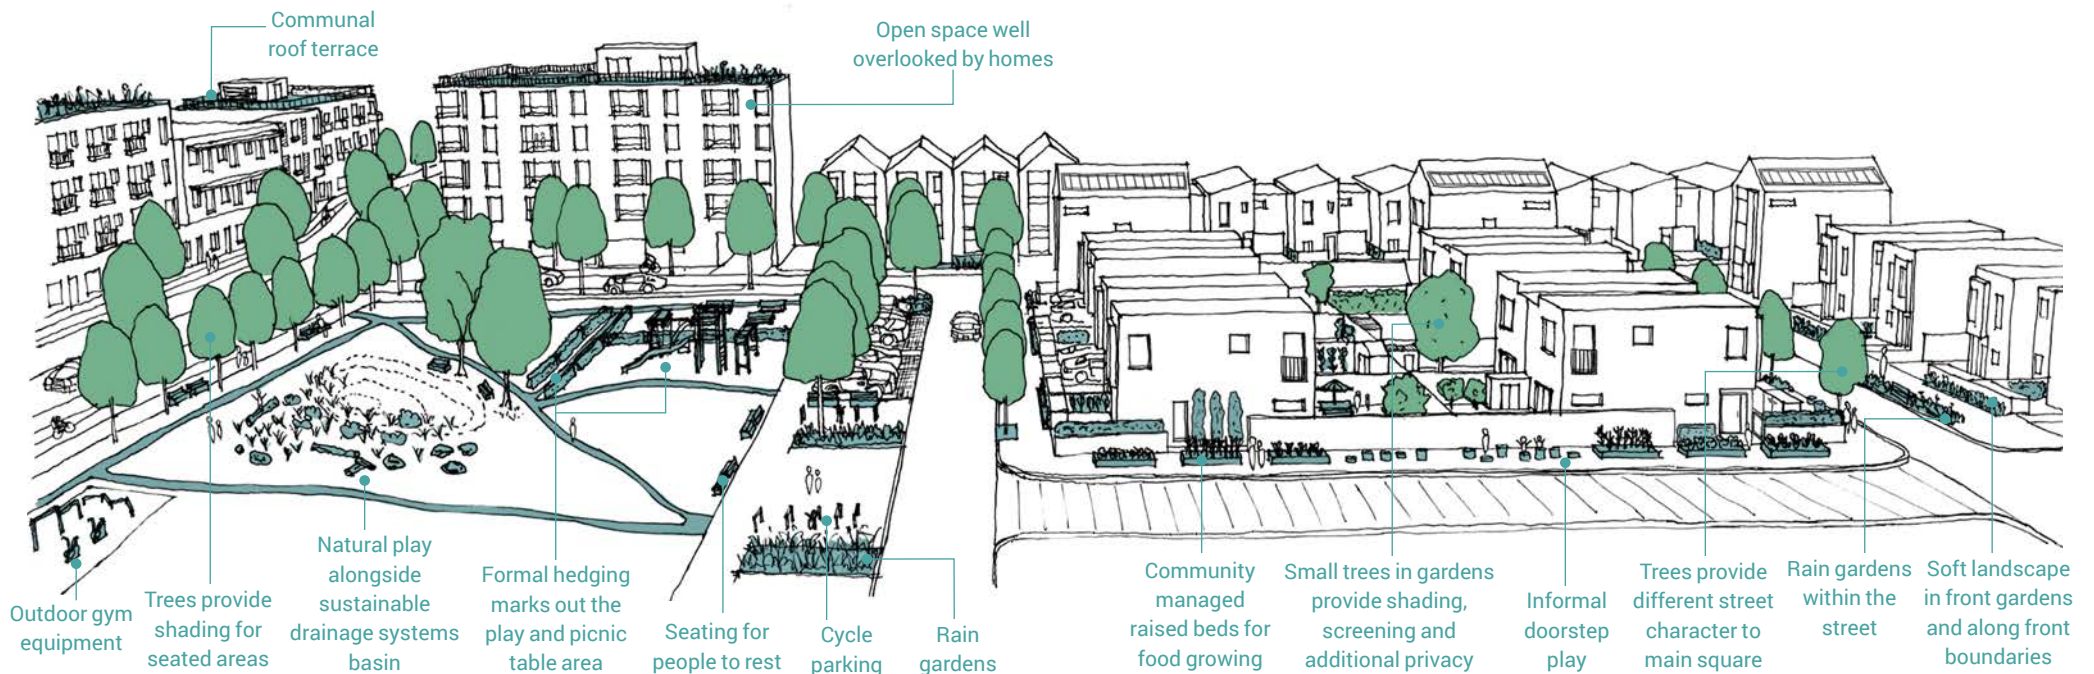 Communal
roof terrace
Open space well
overlooked by homes
Outdoor gym
equipment
Trees provide
shading for
seated areas
Natural play
alongside
sustainable
drainage systems
basin
Formal hedging
marks out the
play and picnic
table area
Seating for
people to rest
Cycle
parking
Rain
gardens
Community
managed
raised beds for
food growing
Small trees in gardens
provide shading,
screening and
additional privacy
Informal
doorstep
play
Trees provide
different street
character to
main square
Rain gardens
within the
street
Soft landscape
in front gardens
and along front
boundaries